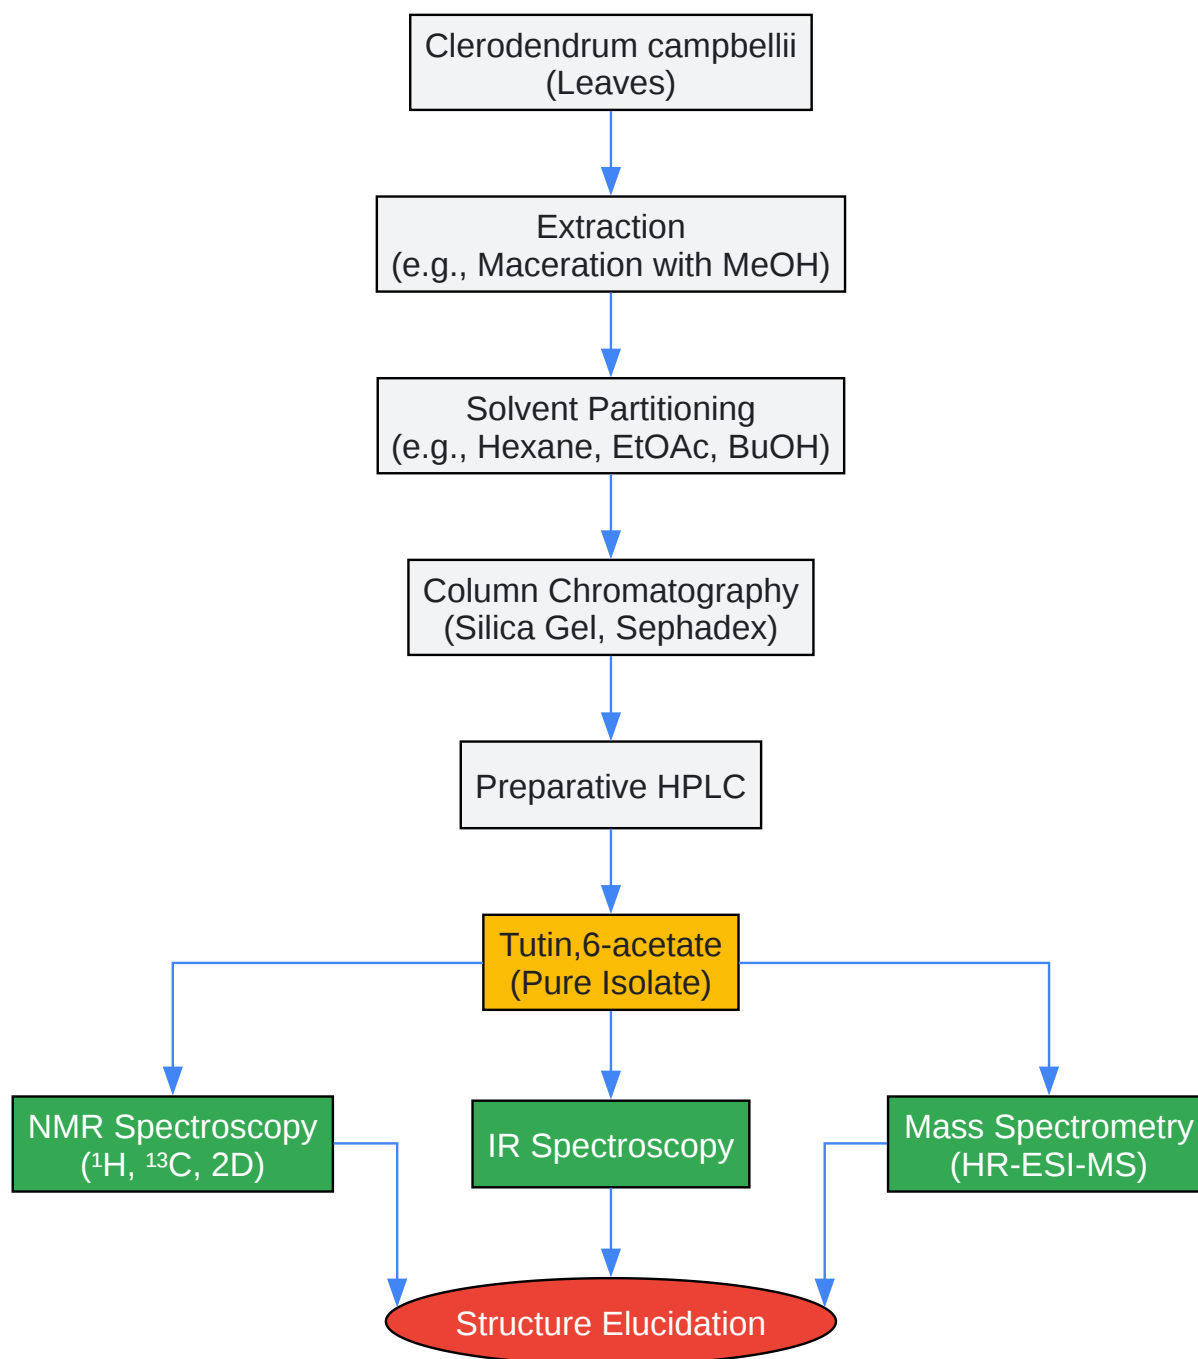 Clerodendrum campbellii
(Leaves)
Extraction
(e.g., Maceration with MeOH)
Solvent Partitioning
(e.g., Hexane, EtOAc, BuOH)
Column Chromatography
(Silica Gel, Sephadex)
Preparative HPLC
Tutin,6-acetate
(Pure Isolate)
NMR Spectroscopy
(¹H, ¹³C, 2D)
IR Spectroscopy
Mass Spectrometry
(HR-ESI-MS)
Structure Elucidation